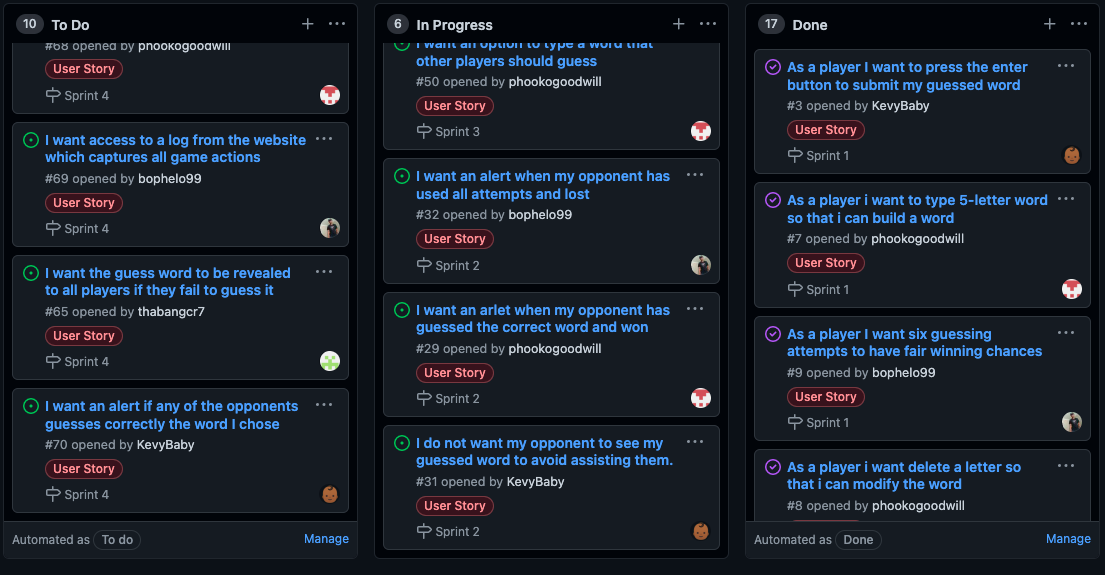 10 To Do
#68 opened by phookogoodwill
User Story
Sprint 4
I want access to a log from the website
which captures all game actions
#69 opened by bophelo99
User Story
Sprint 4
I want the guess word to be revealed
to all players if they fail to guess it
#65 opened by thabangcr7
User Story
Sprint 4
I want an alert if any of the opponents
guesses correctly the word I chose
#70 opened by KevyBaby
User Story
Sprint 4
Automated as To do Manage
6 In Progress
I want an option to type a word that
other players should guess
#50 opened by phookogoodwill
User Story
Sprint 3
I want an alert when my opponent has
used all attempts and lost
#32 opened by bophelo99
User Story
Sprint 2
I want an arlet when my opponent has
guessed the correct word and won
#29 opened by phookogoodwill
User Story
Sprint 2
I do not want my opponent to see my
guessed word to avoid assisting them.
#31 opened by KevyBaby
User Story
Sprint 2
17 Done
As a player I want to press the enter
button to submit my guessed word
#3 opened by KevyBaby
User Story
Sprint 1
As a player i want to type 5-letter word
so that i can build a word
#7 opened by phookogoodwill
User Story
Sprint 1
As a player I want six guessing
attempts to have fair winning chances
#9 opened by bophelo99
User Story
Sprint 1
As a player i want delete a letter so
that i can modify the word
#8 opened by phookogoodwill
Automated as Done Manage